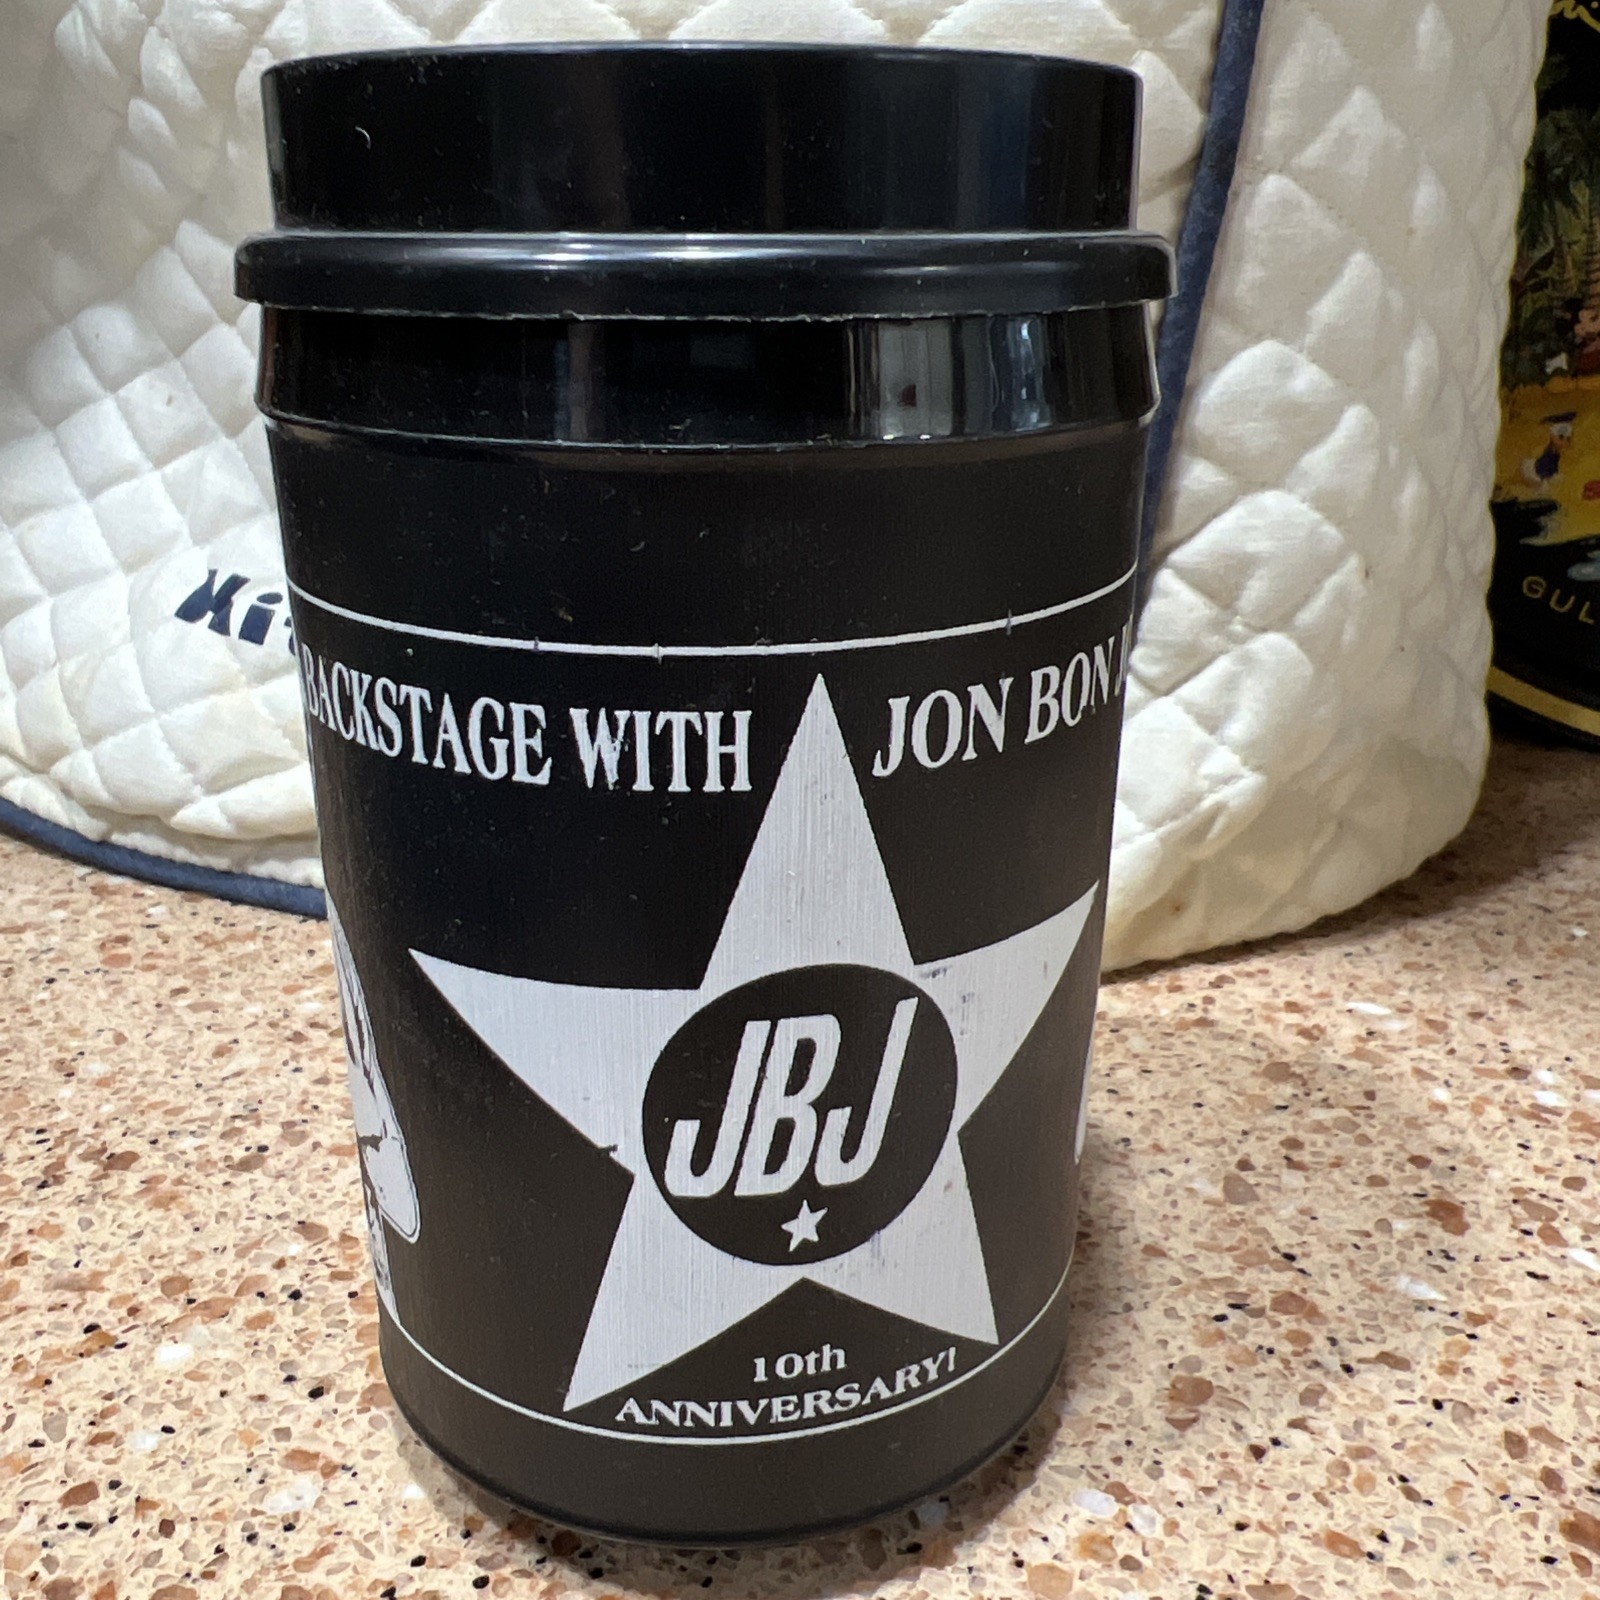 BACKSTAGE WITH JON BON
JBJ
10th
ANNIVERSARY!